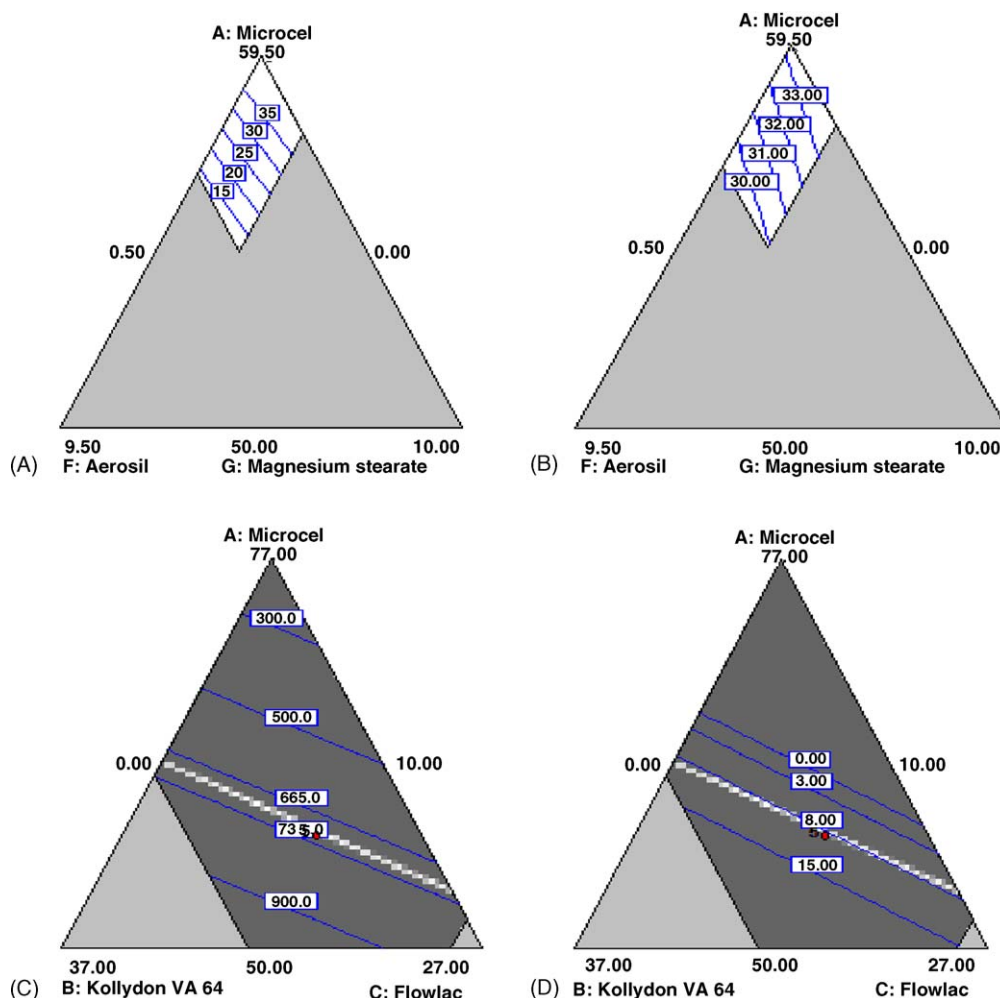 A: Microcel
59.50
35
30
25
20
15
0.50
0.00
9.50 50.00 10.00
(A) F: Aerosil G: Magnesium stearate
A: Microcel
59.50
33.00
32.00
31.00
30.00
0.50
0.00
9.50 50.00 10.00
(B) F: Aerosil G: Magnesium stearate
A: Microcel
77.00
300.0
500.0
0.00
10.00
665.0
735.0
5
900.0
37.00 50.00 27.00
(C) B: Kollydon VA 64 C: Flowlac
A: Microcel
77.00
0.00
0.00
10.00
3.00
8.00
5
15.00
37.00 50.00 27.00
(D) B: Kollydon VA 64 C: Flowlac